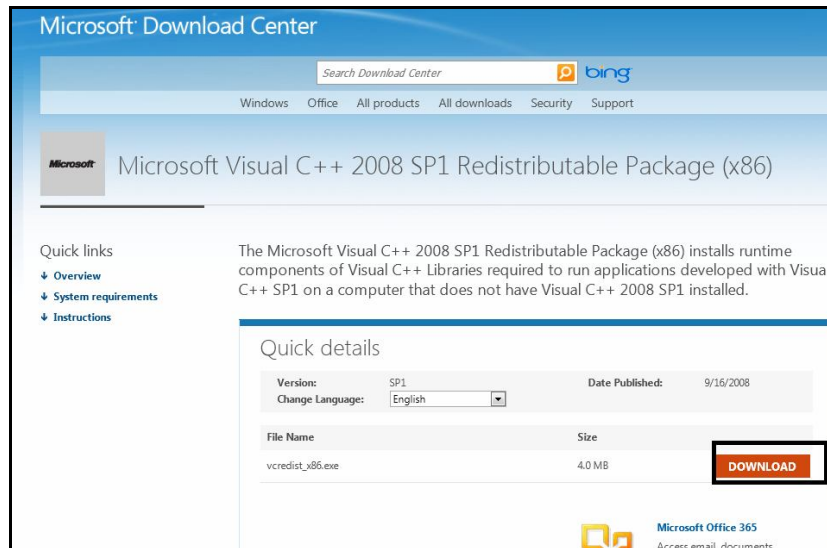 Microsoft Download Center
Search Download Center
bing
Windows Office All products All downloads Security Support
Microsoft
Microsoft Visual C++ 2008 SP1 Redistributable Package (x86)
Quick links
Overview
System requirements
Instructions
The Microsoft Visual C++ 2008 SP1 Redistributable Package (x86) installs runtime
components of Visual C++ Libraries required to run applications developed with Visua
C++ SP1 on a computer that does not have Visual C++ 2008 SP1 installed.
Quick details
Version: SP1 Date Published: 9/16/2008
Change Language: English
File Name Size
vcredist_x86.exe 4.0 MB DOWNLOAD
Microsoft Office 365
Access email, documents